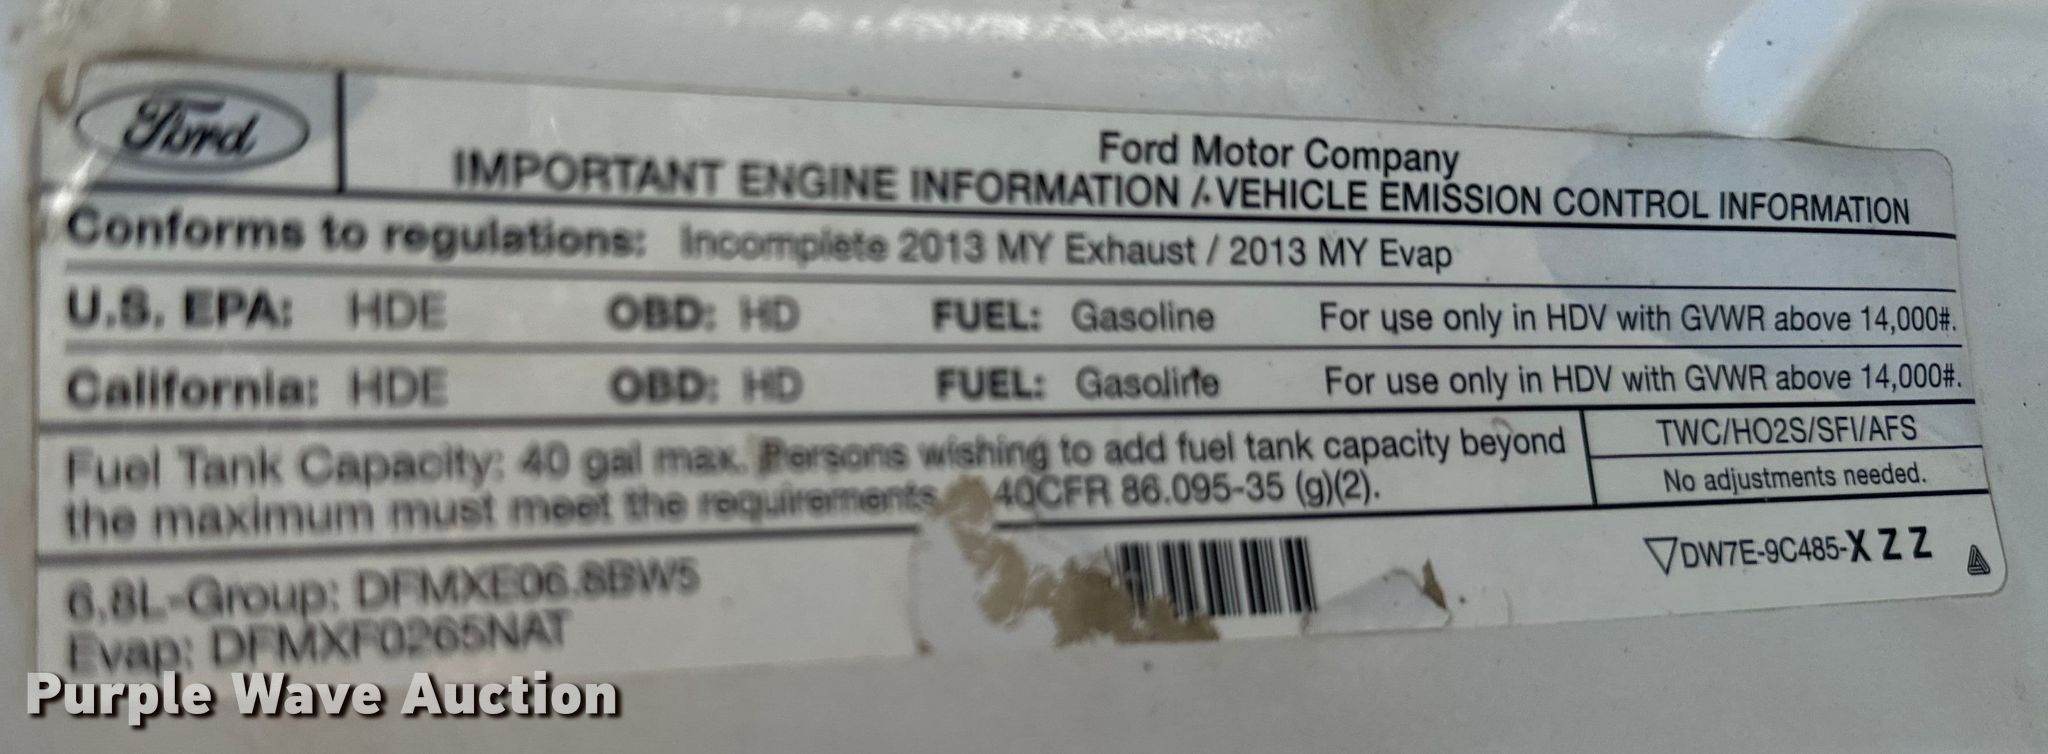 Ford
Ford Motor Company
IMPORTANT ENGINE INFORMATION / VEHICLE EMISSION CONTROL INFORMATION
Conforms to regulations: Incomplete 2013 MY Exhaust / 2013 MY Evap
U.S. EPA: HDE OBD: HD FUEL: Gasoline For use only in HDV with GVWR above 14,000#.
California: HDE OBD: HD FUEL: Gasoline For use only in HDV with GVWR above 14,000#.
Fuel Tank Capacity: 40 gal max. Persons wishing to add fuel tank capacity beyond
the maximum must meet the requirements 40CFR 86.095-35 (g)(2).
TWC/HO2S/SFI/AFS
No adjustments needed.
6.8L-Group: DFMXE06.8BW5
Evap: DFMXF0265NAT
DW7E-9C485-XZZ
Purple Wave Auction